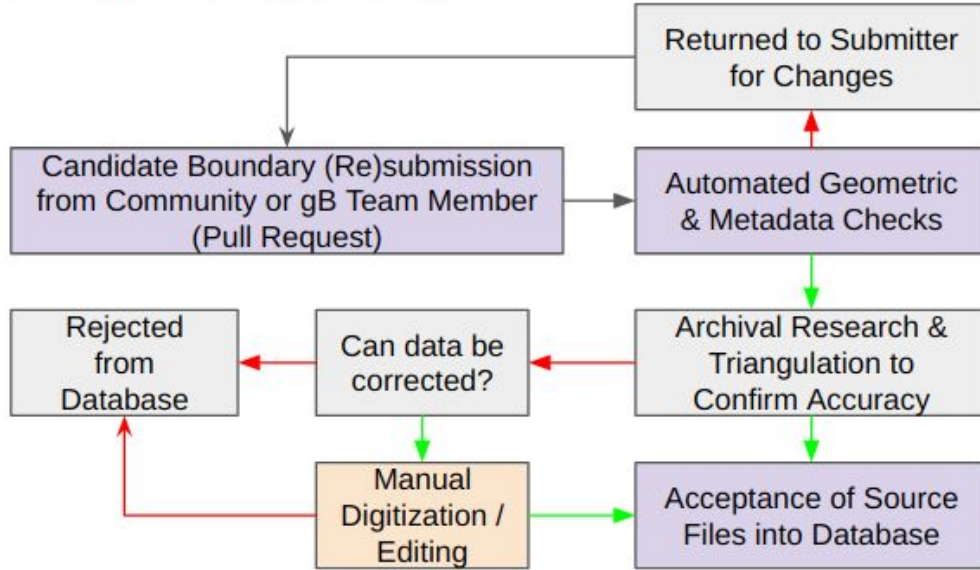 Returned to Submitter
for Changes
Candidate Boundary (Re)submission
from Community or gB Team Member
(Pull Request)
Automated Geometric
& Metadata Checks
Rejected
from
Database
Can data be
corrected?
Archival Research &
Triangulation to
Confirm Accuracy
Manual
Digitization /
Editing
Acceptance of Source
Files into Database